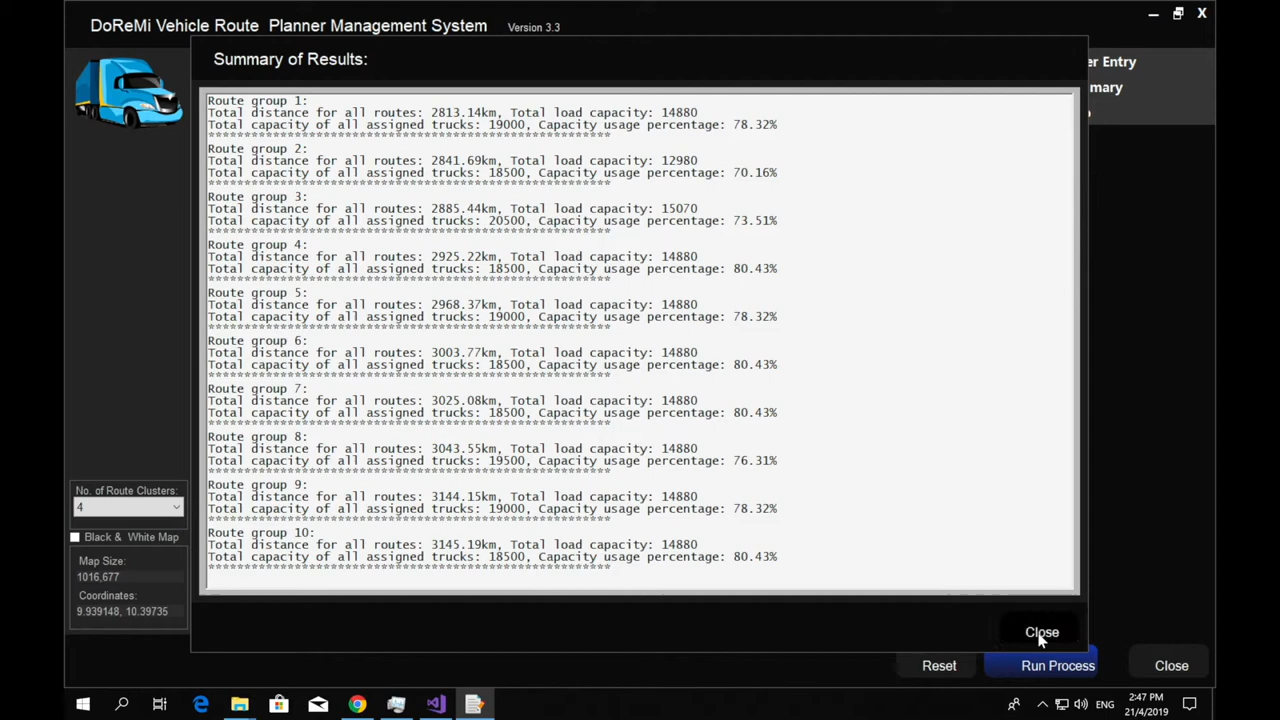 DoReMi Vehicle Route Planner Management System Version 3.3
X
Summary of Results:
er Entry
mary
Route group 1:
Total distance for all routes: 2813.14km, Total load capacity: 14880
Total capacity of all assigned trucks: 19000, Capacity usage percentage: 78.32%
********************************************************
Route group 2:
Total distance for all routes: 2841.69km, Total load capacity: 12980
Total capacity of all assigned trucks: 18500, Capacity usage percentage: 70.16%
********************************************************
Route group 3:
Total distance for all routes: 2885.44km, Total load capacity: 15070
Total capacity of all assigned trucks: 20500, Capacity usage percentage: 73.51%
********************************************************
Route group 4:
Total distance for all routes: 2925.22km, Total load capacity: 14880
Total capacity of all assigned trucks: 18500, Capacity usage percentage: 80.43%
********************************************************
Route group 5:
Total distance for all routes: 2968.37km, Total load capacity: 14880
Total capacity of all assigned trucks: 19000, Capacity usage percentage: 78.32%
********************************************************
Route group 6:
Total distance for all routes: 3003.77km, Total load capacity: 14880
Total capacity of all assigned trucks: 18500, Capacity usage percentage: 80.43%
********************************************************
Route group 7:
Total distance for all routes: 3025.08km, Total load capacity: 14880
Total capacity of all assigned trucks: 18500, Capacity usage percentage: 80.43%
********************************************************
Route group 8:
Total distance for all routes: 3043.55km, Total load capacity: 14880
Total capacity of all assigned trucks: 19500, Capacity usage percentage: 76.31%
********************************************************
Route group 9:
Total distance for all routes: 3144.15km, Total load capacity: 14880
Total capacity of all assigned trucks: 19000, Capacity usage percentage: 78.32%
********************************************************
Route group 10:
Total distance for all routes: 3145.19km, Total load capacity: 14880
Total capacity of all assigned trucks: 18500, Capacity usage percentage: 80.43%
********************************************************
No. of Route Clusters:
4
Black & White Map
Map Size:
1016,677
Coordinates:
9.939148, 10.39735
Close
Reset
Run Process
Close
ENG
2:47 PM
21/4/2019